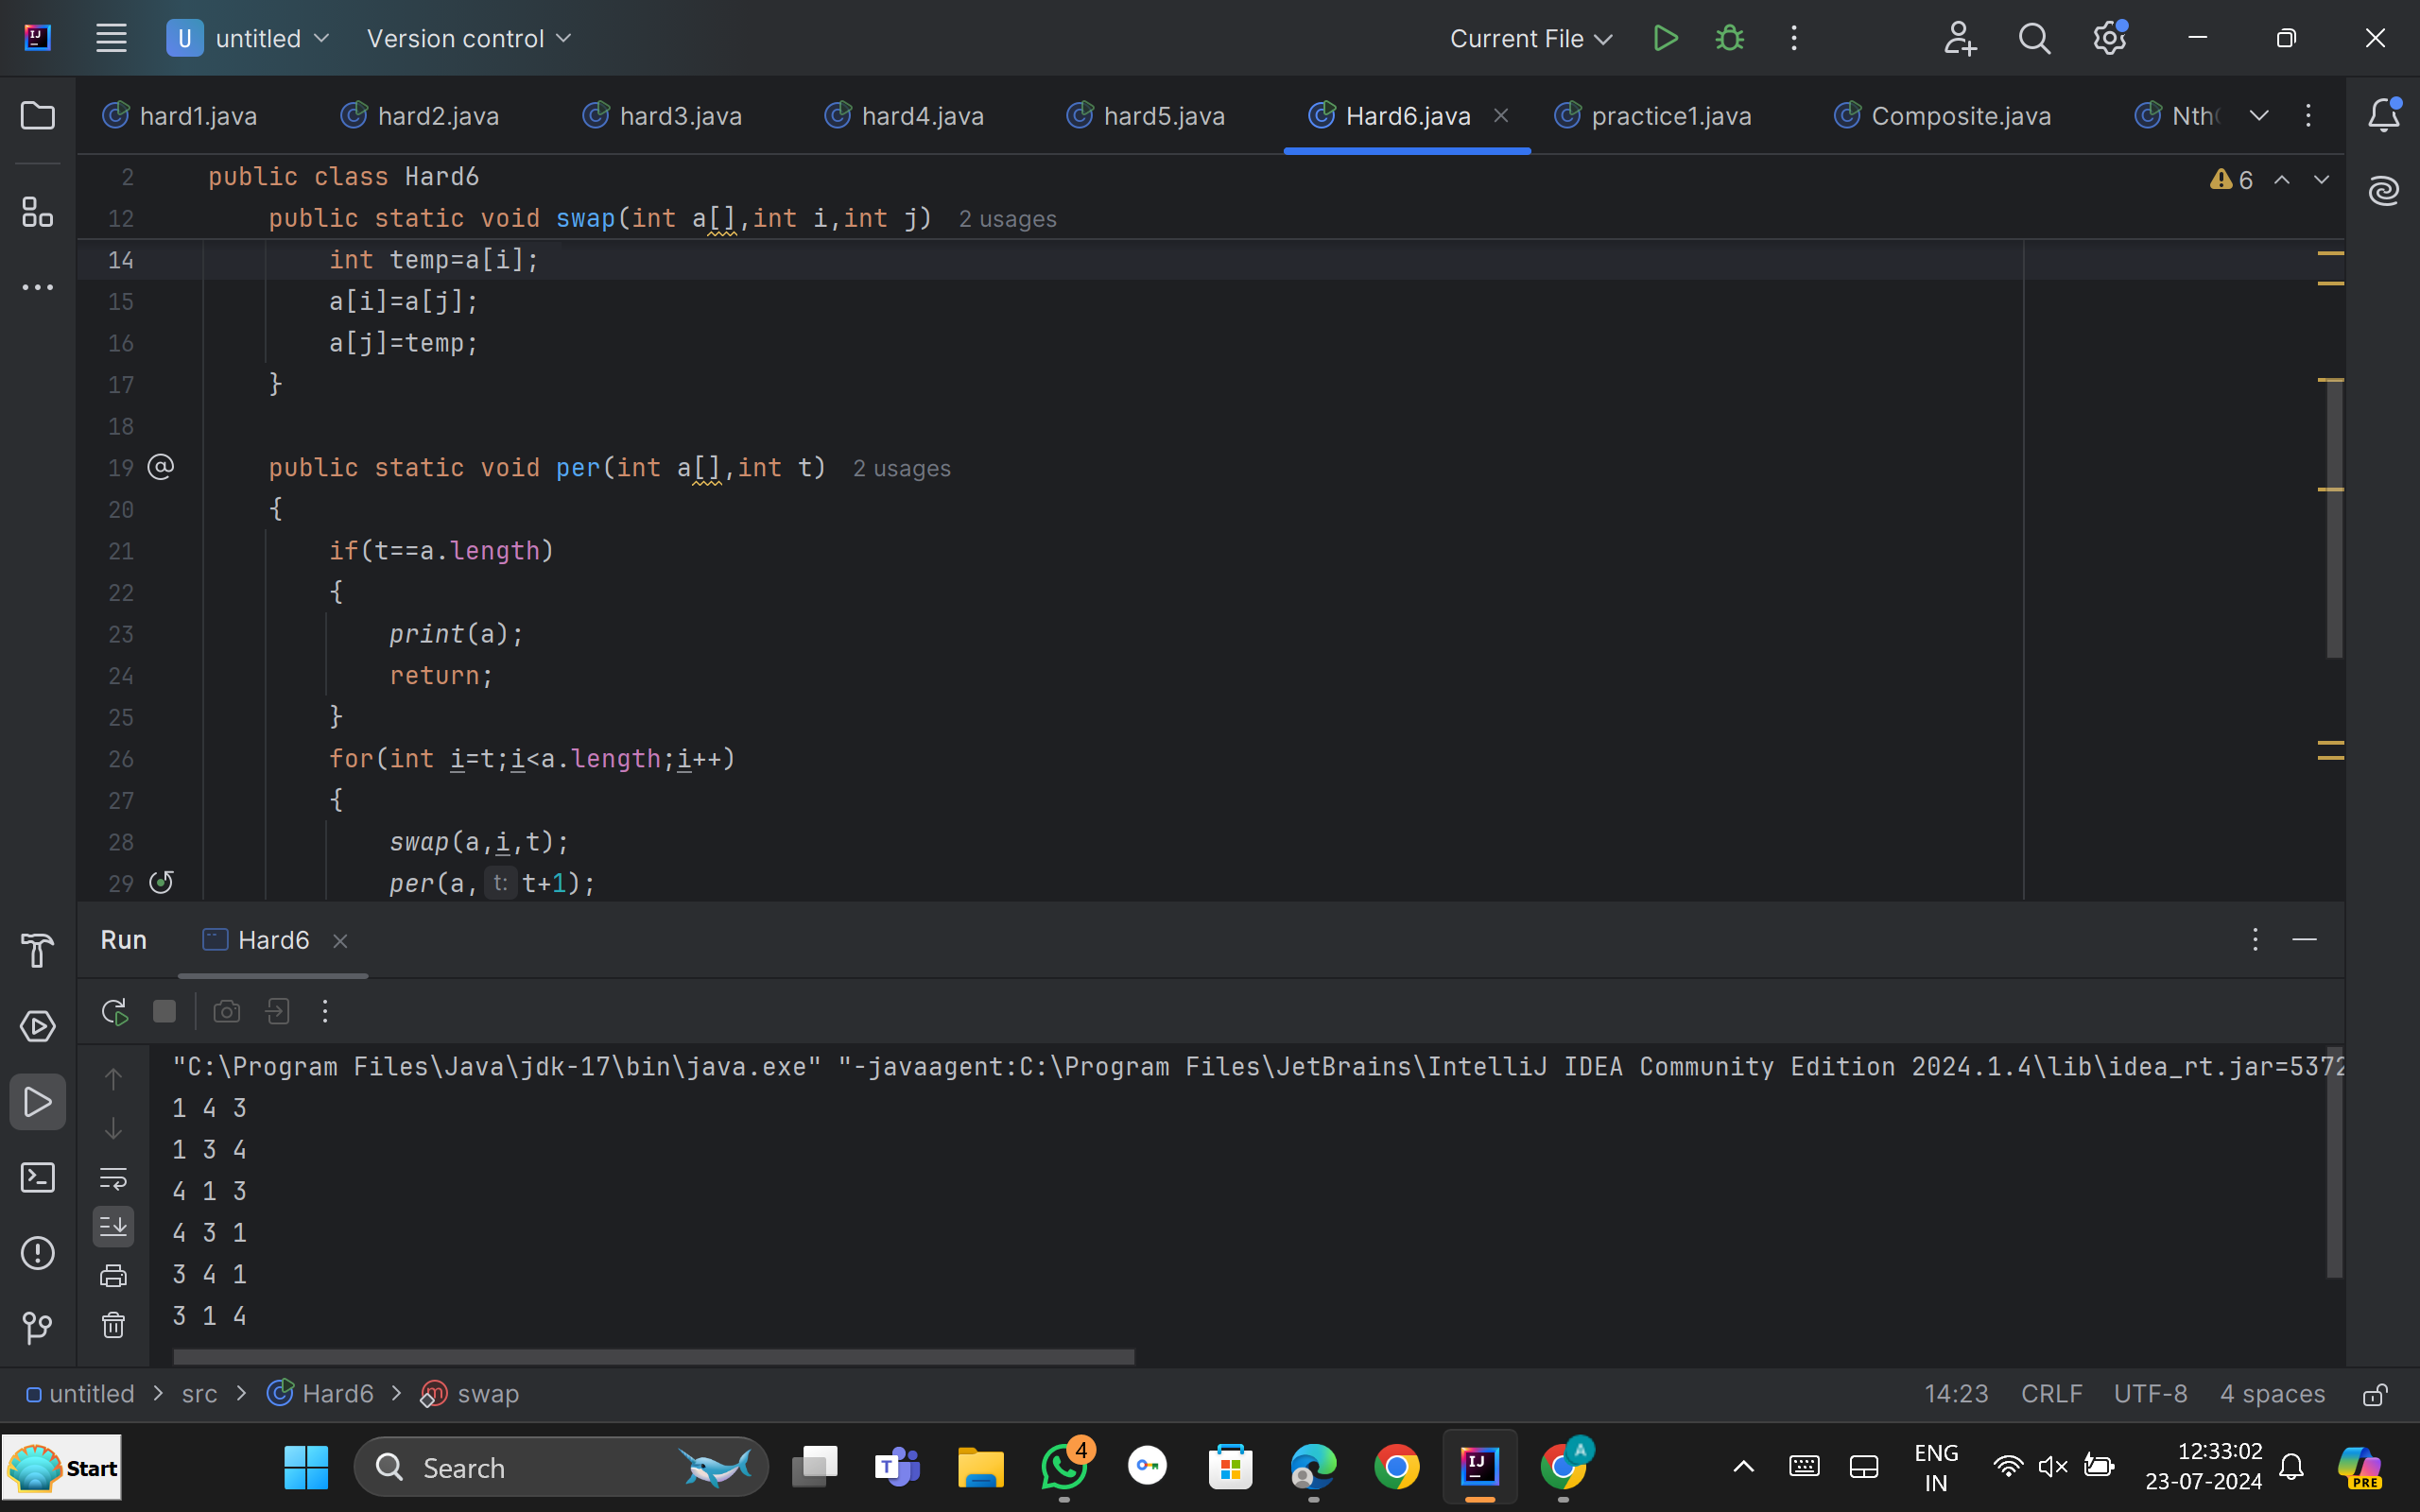 U untitled Version control Current File
hard1.java hard2.java hard3.java hard4.java hard5.java Hard6.java practice1.java Composite.java Nth
2 public class Hard6 6
12 public static void swap(int a[],int i,int j) 2 usages
14 int temp=a[i];
15 a[i]=a[j];
16 a[j]=temp;
17 }
18
19 @ public static void per(int a[],int t) 2 usages
20 {
21 if(t==a.length)
22 {
23 print(a);
24 return;
25 }
26 for(int i=t;i<a.length;i++)
27 {
28 swap(a,i,t);
29 per(a, t: t+1);
Run Hard6
"C:\Program Files\Java\jdk-17\bin\java.exe" "-javaagent:C:\Program Files\JetBrains\IntelliJ IDEA Community Edition 2024.1.4\lib\idea_rt.jar=5372
1 4 3
1 3 4
4 1 3
4 3 1
3 4 1
3 1 4
untitled > src > Hard6 > swap 14:23 CRLF UTF-8 4 spaces
Start Search 4 A ENG 12:33:02
IN 23-07-2024 PRE